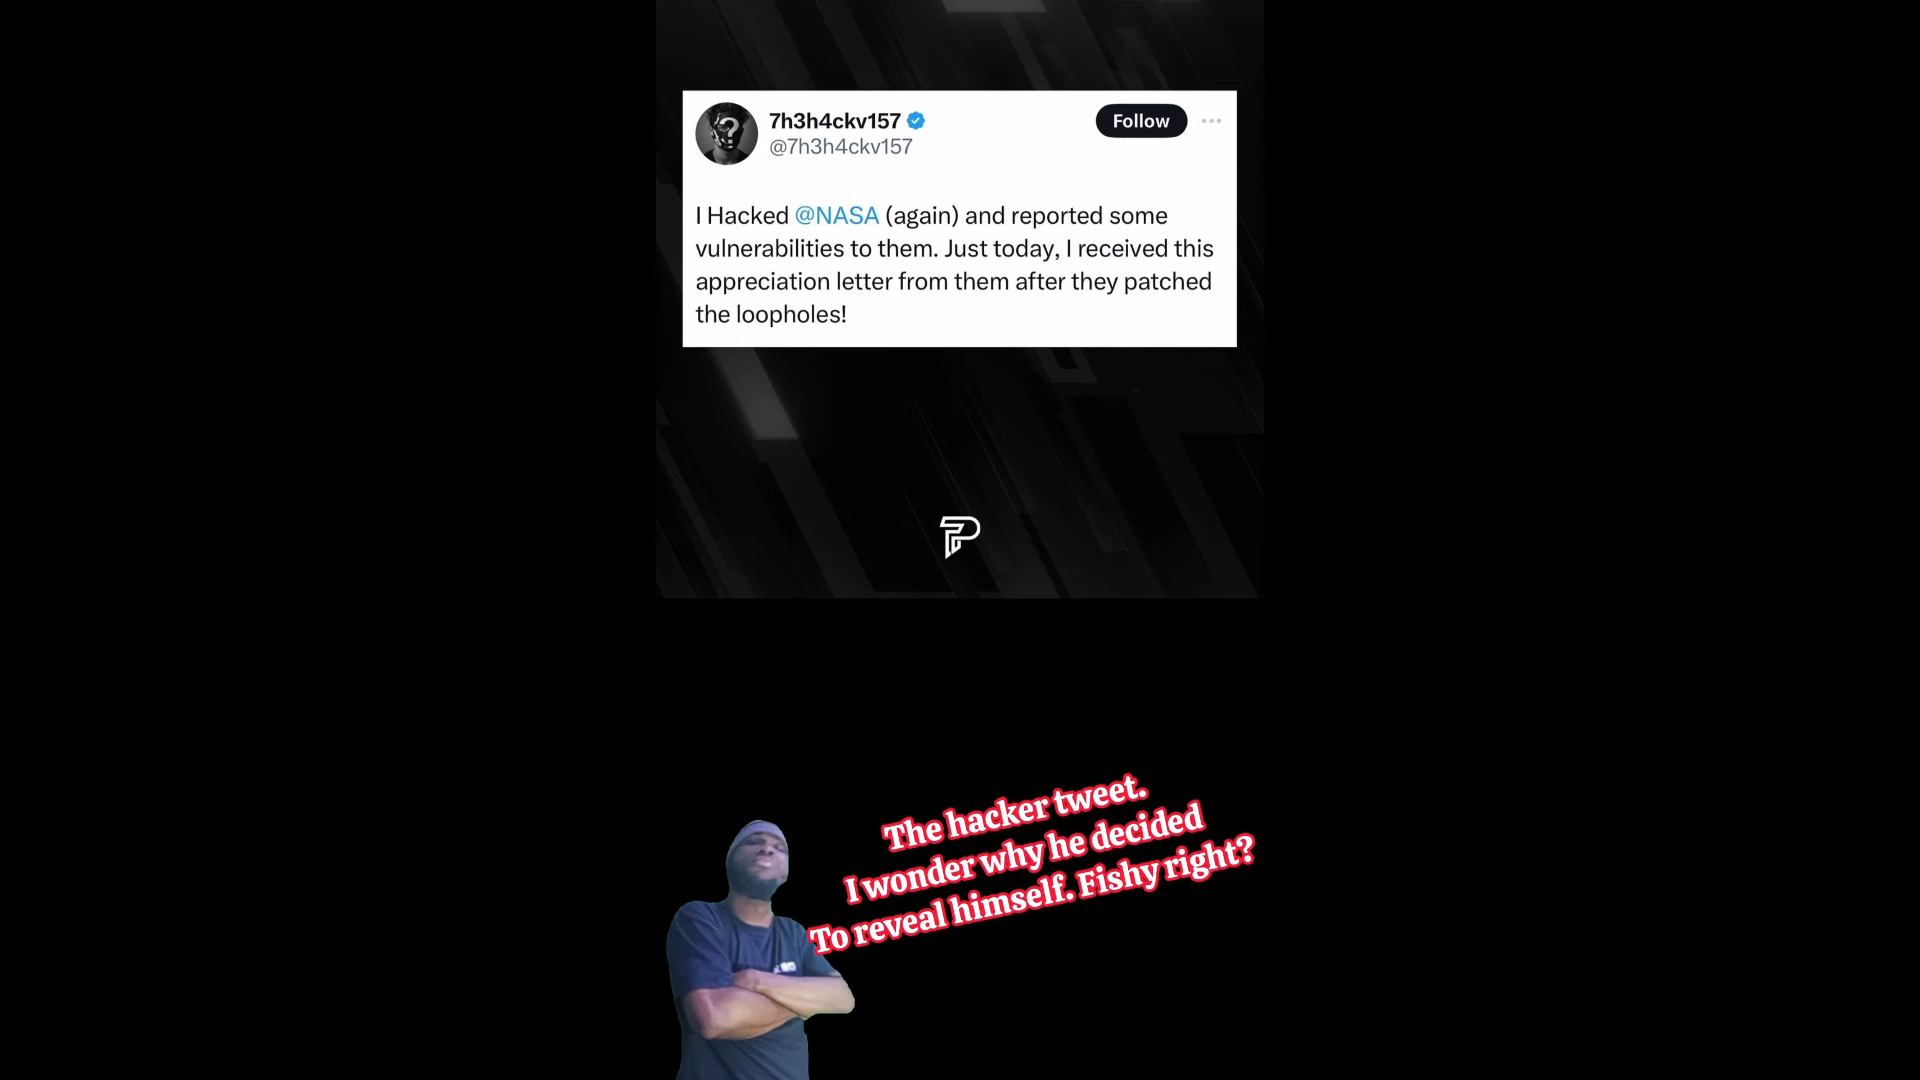 7h3h4ckv157
@7h3h4ckv157
Follow
I Hacked @NASA (again) and reported some
vulnerabilities to them. Just today, I received this
appreciation letter from them after they patched
the loopholes!
The hacker tweet.
I wonder why he decided
To reveal himself. Fishy right?